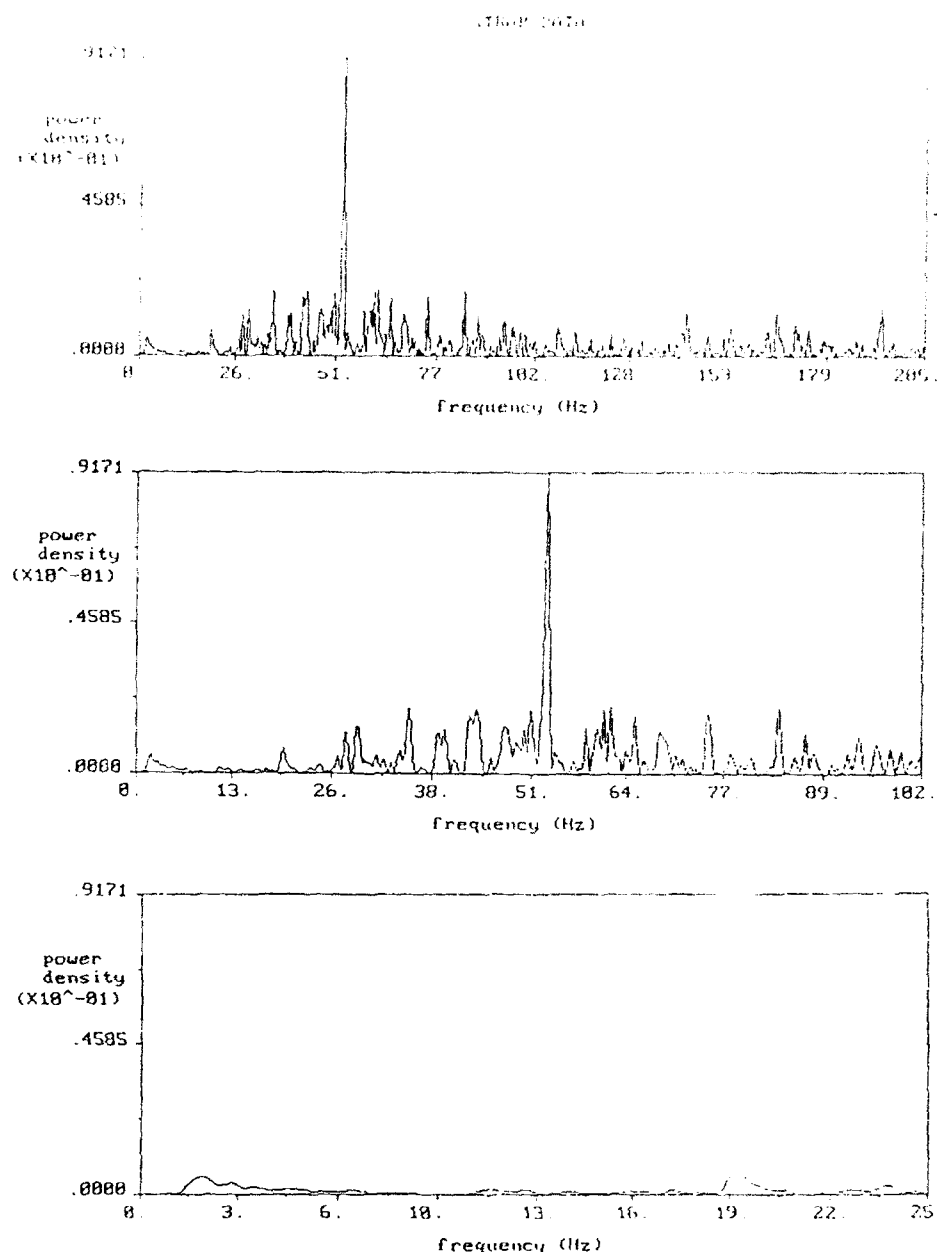 .9171
power
density
(X10^-01)
.4585
.0000
0. 26. 51. 77 102. 128 153 179 205.
frequency (Hz)
.9171
power
density
(X10^-01)
.4585
.0000
0. 13. 26. 38. 51. 64. 77 89. 102.
frequency (Hz)
.9171
power
density
(X10^-01)
.4585
.0000
0. 3. 6. 10. 13. 16. 19. 22. 25
frequency (Hz)